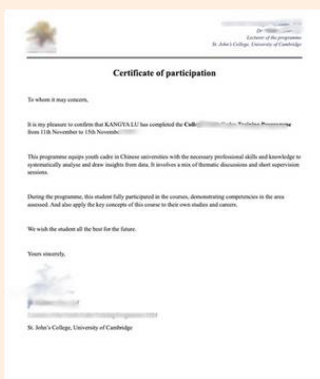 Dr
Lecturer of the programme
St. John's College, University of Cambridge
Certificate of participation
To whom it may concern,
It is my pleasure to confirm that KANGYA LU has completed the Programme
from 11th November to 15th
This programme equips youth cadre in Chinese universities with the necessary professional skills and knowledge to
systematically analyse and draw insights from data. It involves a mix of thematic discussions and short supervision
sessions.
During the programme, this student fully participated in the courses, demonstrating competencies in the area
assessed. And also apply the key concepts of this course to their own studies and careers.
We wish the student all the best for the future.
Yours sincerely,
St. John's College, University of Cambridge